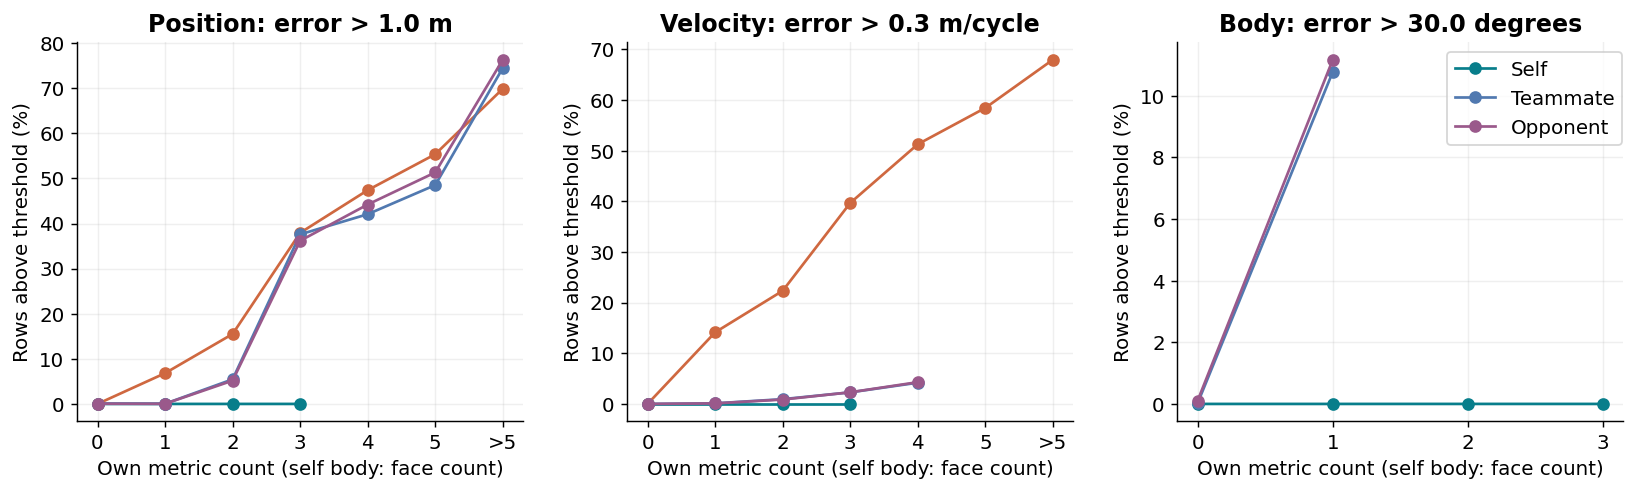 Position: error > 1.0 m
Rows above threshold (%)
80
70
60
50
40
30
20
10
0
0 1 2 3 4 5 >5
Own metric count (self body: face count)
Velocity: error > 0.3 m/cycle
Rows above threshold (%)
70
60
50
40
30
20
10
0
0 1 2 3 4 5 >5
Own metric count (self body: face count)
Body: error > 30.0 degrees
Rows above threshold (%)
10
8
6
4
2
0
0 1 2 3
Own metric count (self body: face count)
Self
Teammate
Opponent